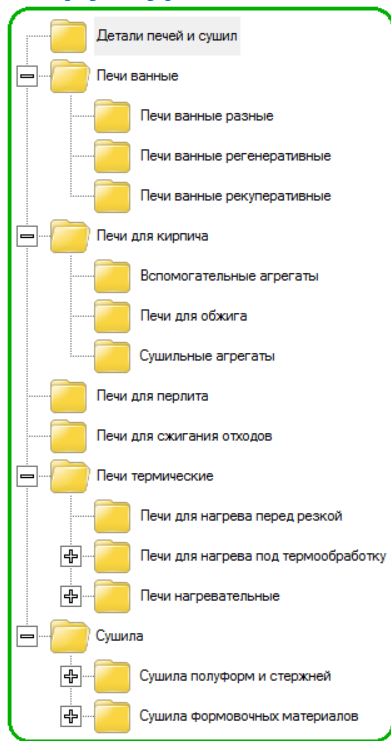 Детали печей и сушил
Печи ванные
Печи ванные разные
Печи ванные регенеративные
Печи ванные рекуперативные
Печи для кирпича
Вспомогательные агрегаты
Печи для обжига
Сушильные агрегаты
Печи для перлита
Печи для сжигания отходов
Печи термические
Печи для нагрева перед резкой
Печи для нагрева под термообработку
Печи нагревательные
Сушила
Сушила полуформ и стержней
Сушила формовочных материалов